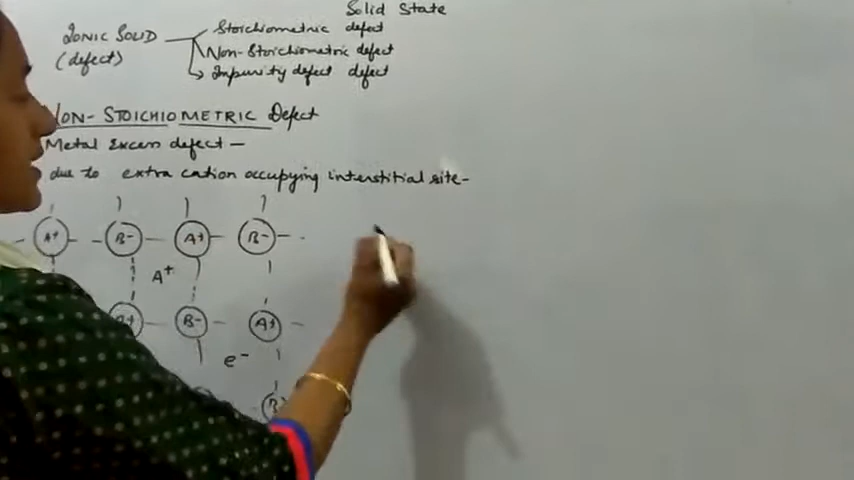 Solid State
IONIC SOLID
(defect)
Stoichiometric defect
Non-Stoichiometric defect
Impurity defect defect
NON-STOICHIOMETRIC Defect
Metal Excess defect -
due to extra cation occupying interstitial site-
A+ B- A+ B-
A+
B- A+
e-